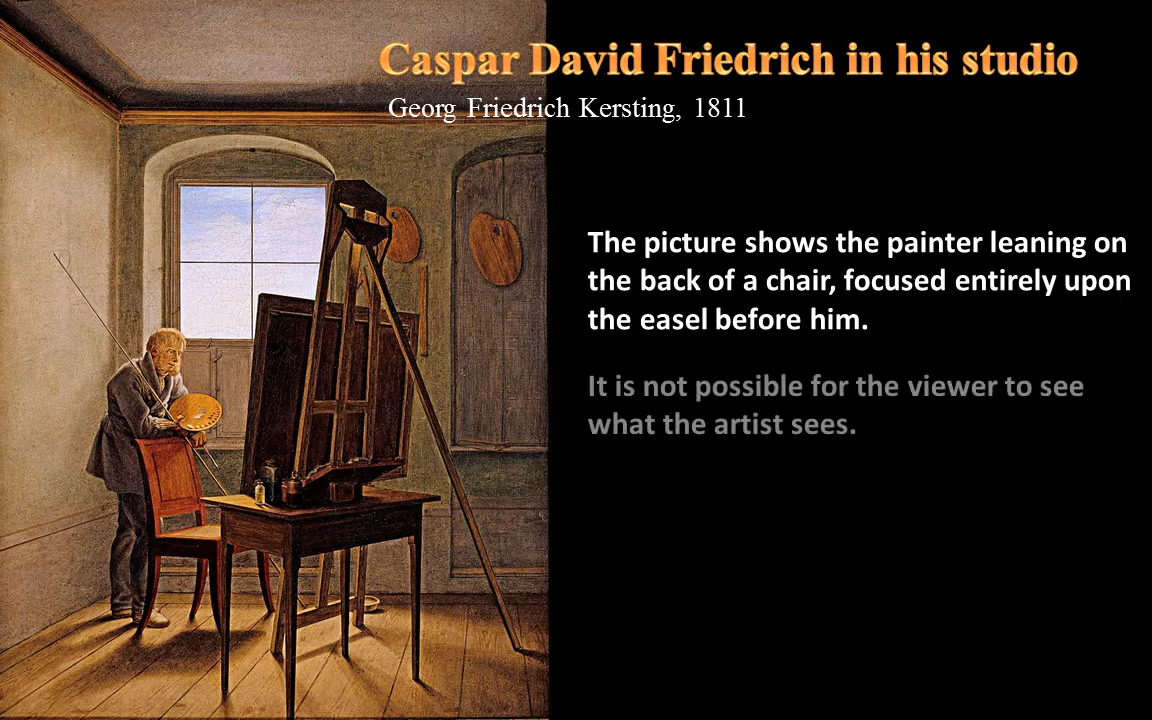 Caspar David Friedrich in his studio
Georg Friedrich Kersting, 1811
The picture shows the painter leaning on
the back of a chair, focused entirely upon
the easel before him.
It is not possible for the viewer to see
what the artist sees.